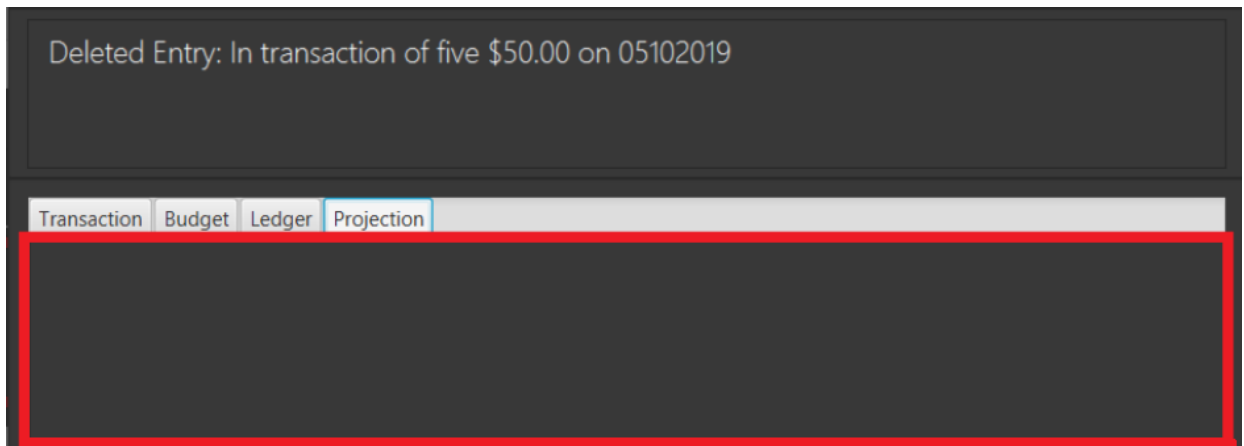 Deleted Entry: In transaction of five $50.00 on 05102019
Transaction Budget Ledger Projection